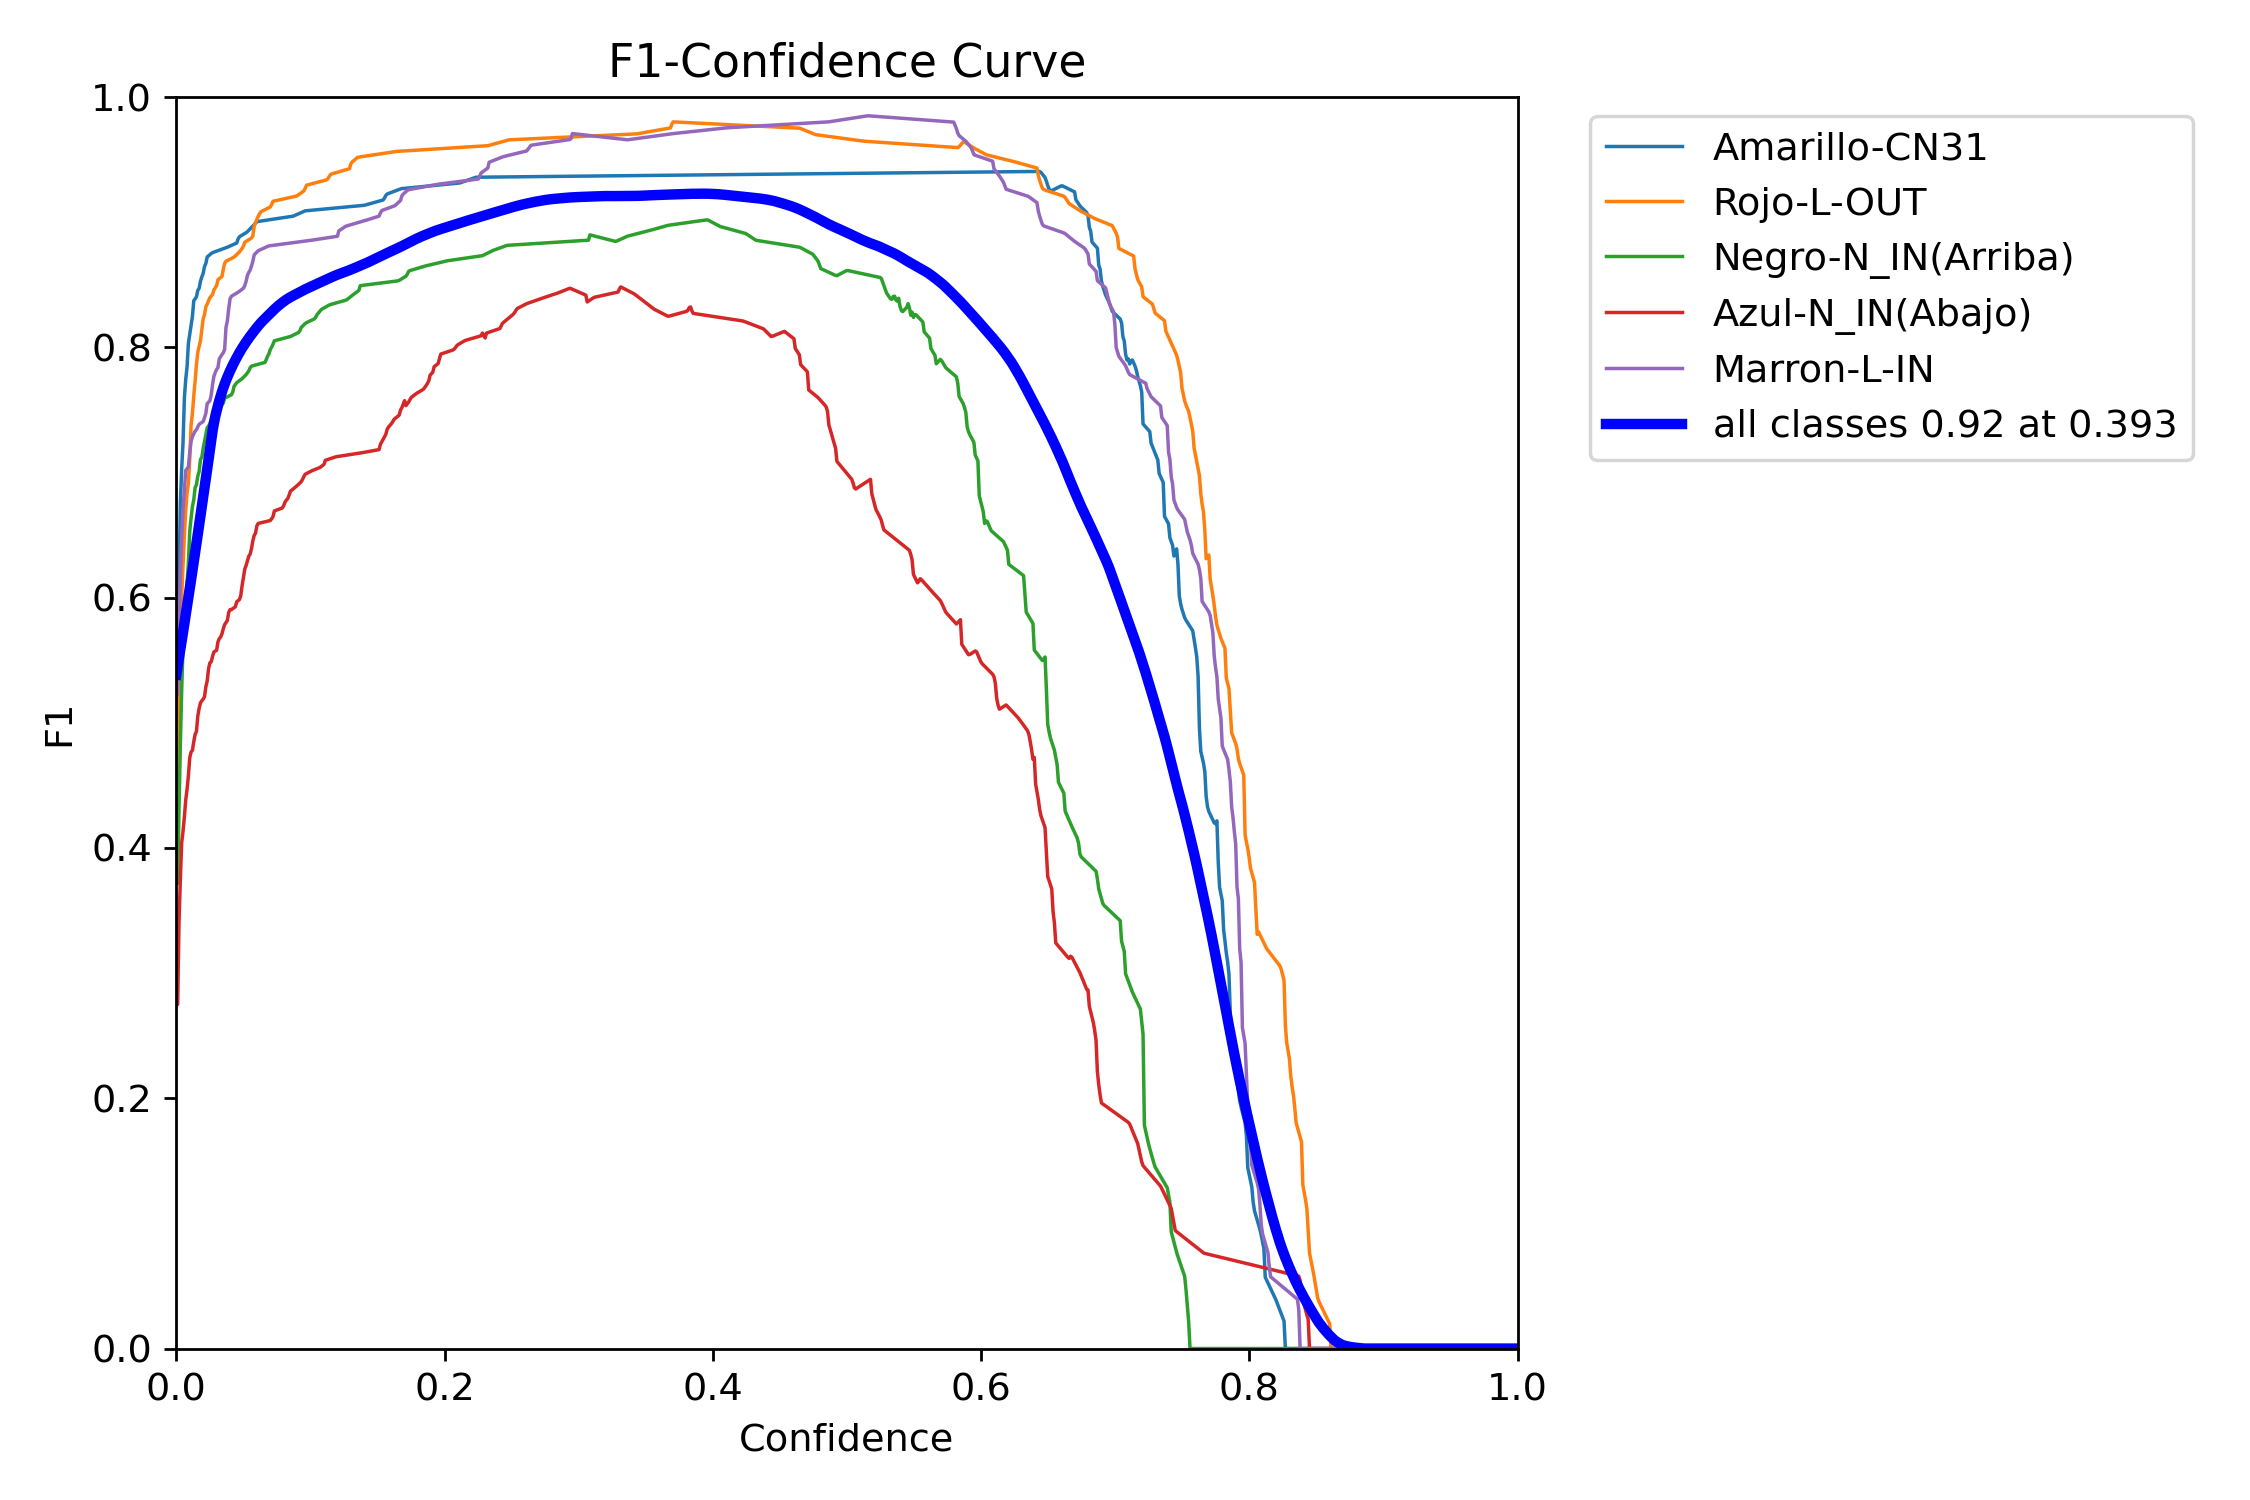 F1-Confidence Curve
1.0
0.8
0.6
0.4
0.2
0.0
F1
0.0 0.2 0.4 0.6 0.8 1.0
Confidence
Amarillo-CN31
Rojo-L-OUT
Negro-N_IN(Arriba)
Azul-N_IN(Abajo)
Marron-L-IN
all classes 0.92 at 0.393